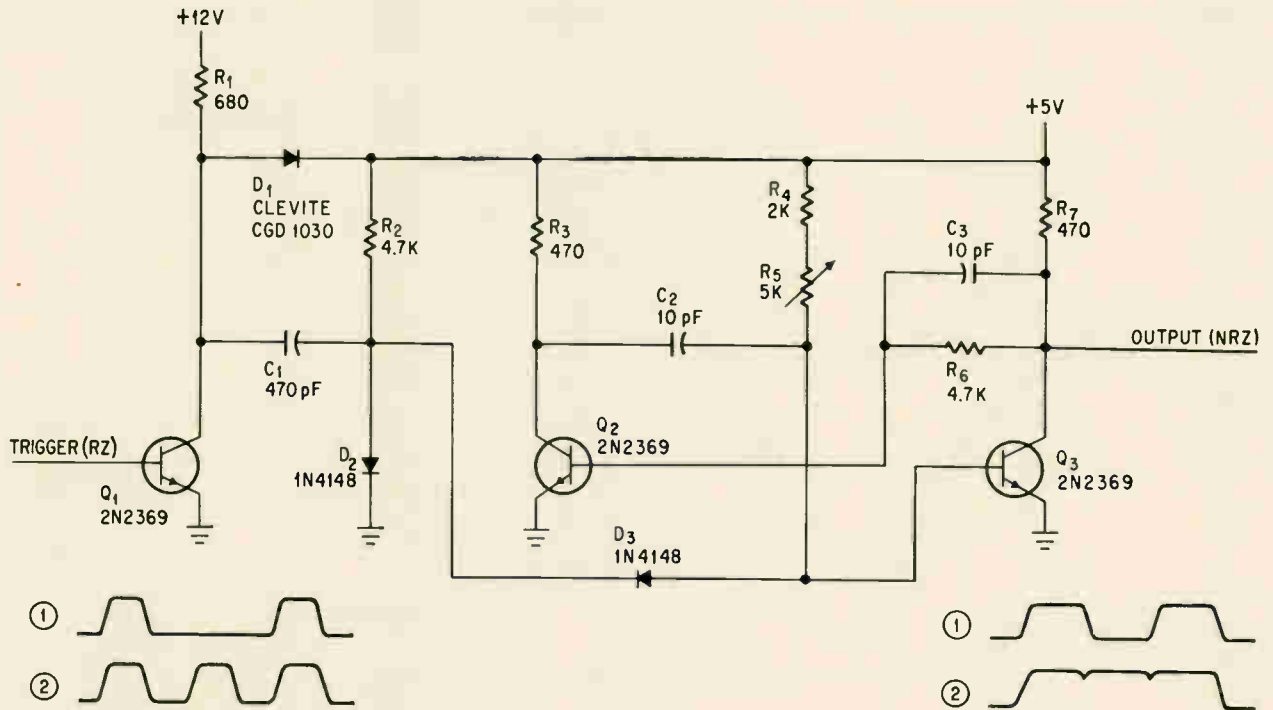 +12V
R1
680
+5V
D1
CLEVITE
CGD 1030
R2
4.7K
R3
470
R4
2K
R5
5K
C3
10 pF
R7
470
C2
10 pF
C1
470 pF
R6
4.7K
OUTPUT (NRZ)
TRIGGER (RZ)
Q1
2N2369
D2
1N4148
Q2
2N2369
Q3
2N2369
D3
1N4148
1
2
1
2